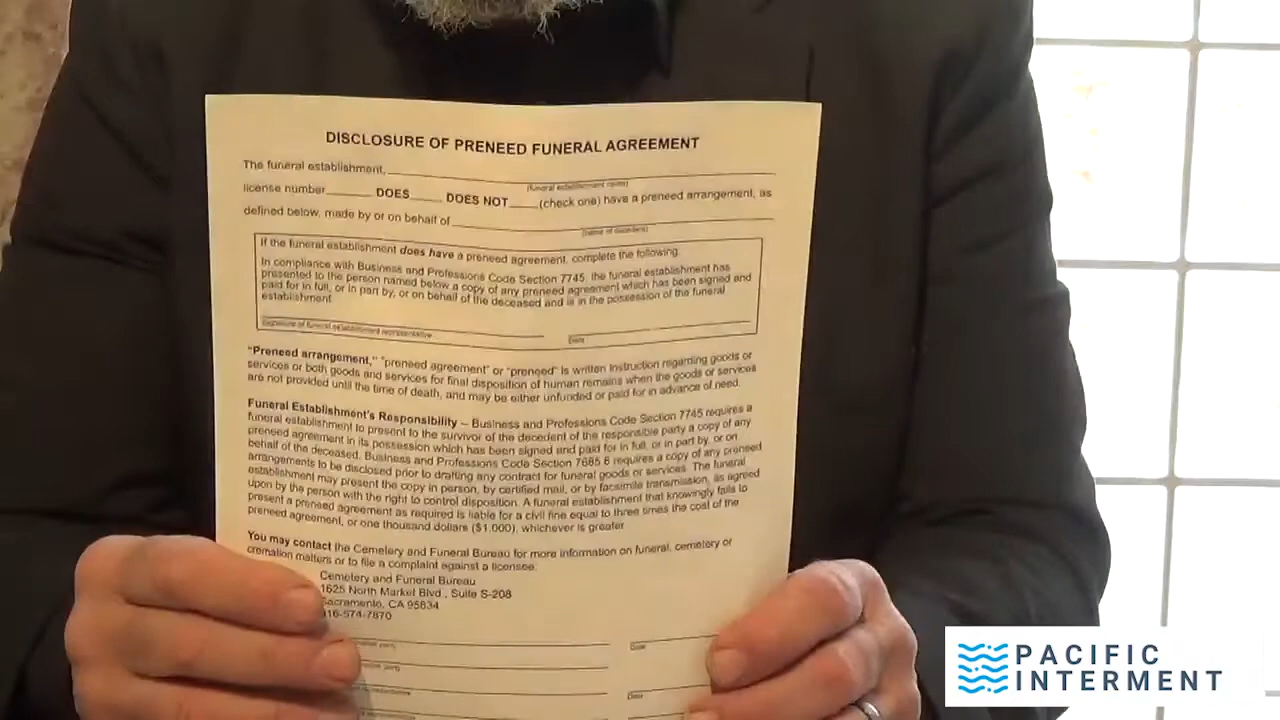 DISCLOSURE OF PRENEED FUNERAL AGREEMENT
The funeral establishment,
(funeral establishment name)
license number DOES DOES NOT (check one) have a preneed arrangement, as
defined below, made by or on behalf of
(name of decedent)
If the funeral establishment does have a preneed agreement, complete the following:
In compliance with Business and Professions Code Section 7745, the funeral establishment has
presented to the person named below a copy of any preneed agreement which has been signed and
paid for in full, or in part by, or on behalf of the deceased and is in the possession of the funeral
establishment.
Signature of funeral establishment representative Date
"Preneed arrangement," "preneed agreement" or "preneed" is written instruction regarding goods or
services or both goods and services for final disposition of human remains when the goods or services
are not provided until the time of death, and may be either unfunded or paid for in advance of need.
Funeral Establishment's Responsibility – Business and Professions Code Section 7745 requires a
funeral establishment to present to the survivor of the decedent of the responsible party a copy of any
preneed agreement in its possession which has been signed and paid for in full, or in part by, or on
behalf of the deceased. Business and Professions Code Section 7685.6 requires a copy of any preneed
arrangements to be disclosed prior to drafting any contract for funeral goods or services. The funeral
establishment may present the copy in person, by certified mail, or by facsimile transmission, as agreed
upon by the person with the right to control disposition. A funeral establishment that knowingly fails to
present a preneed agreement as required is liable for a civil fine equal to three times the cost of the
preneed agreement, or one thousand dollars ($1,000), whichever is greater.
You may contact the Cemetery and Funeral Bureau for more information on funeral, cemetery or
cremation matters or to file a complaint against a licensee:
Cemetery and Funeral Bureau
1625 North Market Blvd., Suite S-208
Sacramento, CA 95834
916-574-7870
party) Date
party)
Date
PACIFIC
INTERMENT